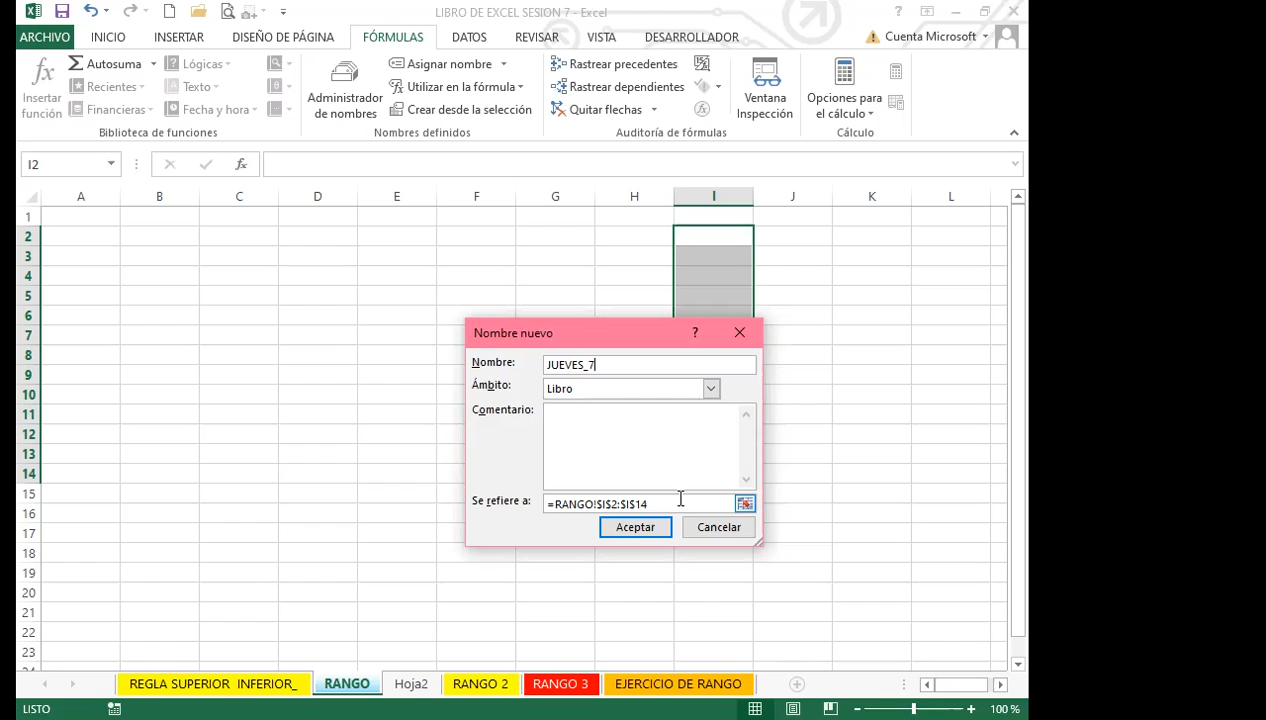 LIBRO DE EXCEL SESION 7 - Excel
ARCHIVO INICIO INSERTAR DISEÑO DE PÁGINA FÓRMULAS DATOS REVISAR VISTA DESARROLLADOR Cuenta Microsoft
Insertar función
Autosuma
Recientes
Financieras
Lógicas
Texto
Fecha y hora
Biblioteca de funciones
Administrador de nombres
Asignar nombre
Utilizar en la fórmula
Crear desde la selección
Nombres definidos
Rastrear precedentes
Rastrear dependientes
Quitar flechas
Auditoría de fórmulas
Ventana Inspección
Opciones para el cálculo
Cálculo
I2
fx
A B C D E F G H I J K L
1
2
3
4
5
6
7
8
9
10
11
12
13
14
15
16
17
18
19
20
21
22
23
24
Nombre nuevo ?
Nombre: JUEVES_7
Ámbito: Libro
Comentario:
Se refiere a: =RANGO!$I$2:$I$14
Aceptar Cancelar
REGLA SUPERIOR INFERIOR_ RANGO Hoja2 RANGO 2 RANGO 3 EJERCICIO DE RANGO
LISTO 100 %